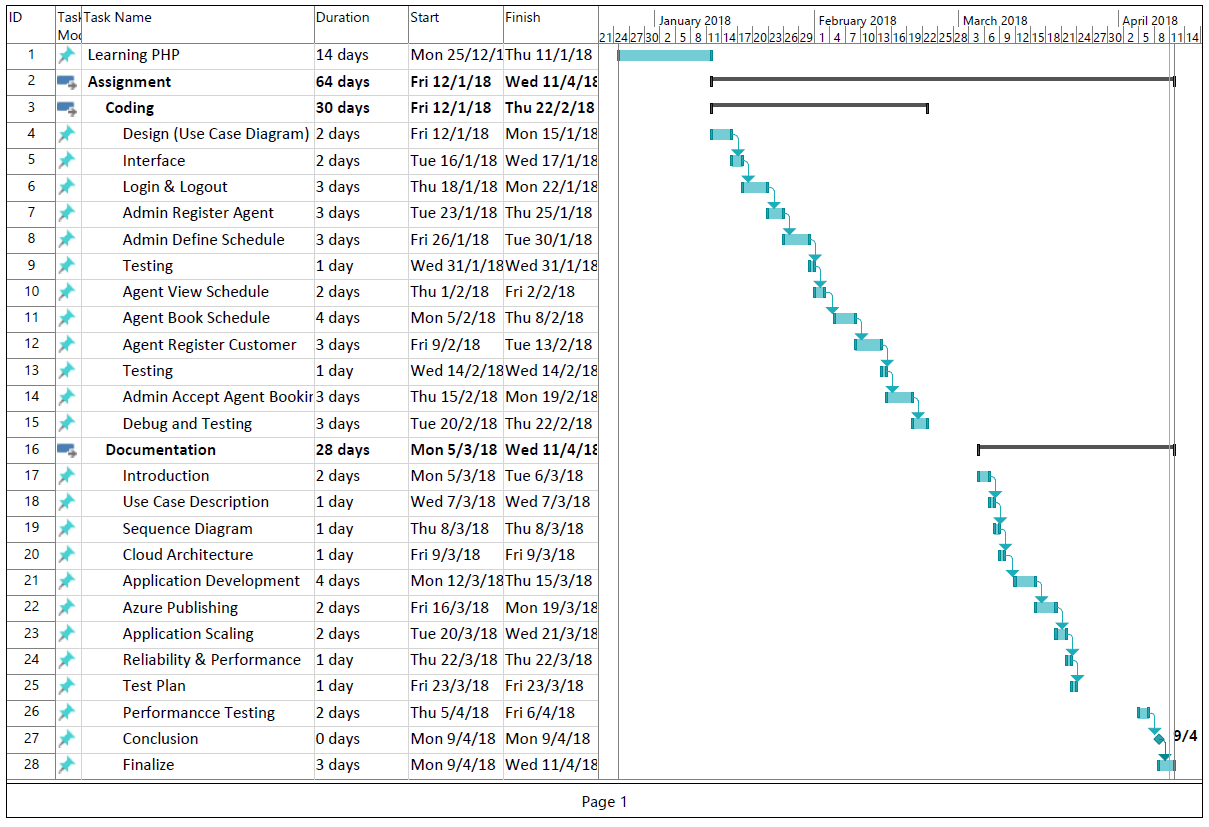 ID Task Mod Task Name Duration Start Finish January 2018 February 2018 March 2018 April 2018
21 24 27 30 2 5 8 11 14 17 20 23 26 29 1 4 7 10 13 16 19 22 25 28 3 6 9 12 15 18 21 24 27 30 2 5 8 11 14
1 Learning PHP 14 days Mon 25/12/1 Thu 11/1/18
2 Assignment 64 days Fri 12/1/18 Wed 11/4/18
3 Coding 30 days Fri 12/1/18 Thu 22/2/18
4 Design (Use Case Diagram) 2 days Fri 12/1/18 Mon 15/1/18
5 Interface 2 days Tue 16/1/18 Wed 17/1/18
6 Login & Logout 3 days Thu 18/1/18 Mon 22/1/18
7 Admin Register Agent 3 days Tue 23/1/18 Thu 25/1/18
8 Admin Define Schedule 3 days Fri 26/1/18 Tue 30/1/18
9 Testing 1 day Wed 31/1/18 Wed 31/1/18
10 Agent View Schedule 2 days Thu 1/2/18 Fri 2/2/18
11 Agent Book Schedule 4 days Mon 5/2/18 Thu 8/2/18
12 Agent Register Customer 3 days Fri 9/2/18 Tue 13/2/18
13 Testing 1 day Wed 14/2/18 Wed 14/2/18
14 Admin Accept Agent Bookin 3 days Thu 15/2/18 Mon 19/2/18
15 Debug and Testing 3 days Tue 20/2/18 Thu 22/2/18
16 Documentation 28 days Mon 5/3/18 Wed 11/4/18
17 Introduction 2 days Mon 5/3/18 Tue 6/3/18
18 Use Case Description 1 day Wed 7/3/18 Wed 7/3/18
19 Sequence Diagram 1 day Thu 8/3/18 Thu 8/3/18
20 Cloud Architecture 1 day Fri 9/3/18 Fri 9/3/18
21 Application Development 4 days Mon 12/3/18 Thu 15/3/18
22 Azure Publishing 2 days Fri 16/3/18 Mon 19/3/18
23 Application Scaling 2 days Tue 20/3/18 Wed 21/3/18
24 Reliability & Performance 1 day Thu 22/3/18 Thu 22/3/18
25 Test Plan 1 day Fri 23/3/18 Fri 23/3/18
26 Performancce Testing 2 days Thu 5/4/18 Fri 6/4/18
27 Conclusion 0 days Mon 9/4/18 Mon 9/4/18 9/4
28 Finalize 3 days Mon 9/4/18 Wed 11/4/18
Page 1